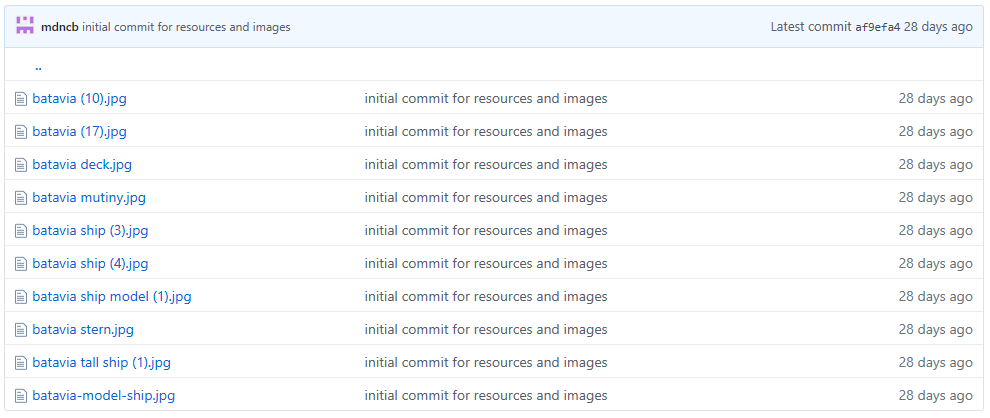 mdncb initial commit for resources and images Latest commit af9efa4 28 days ago
..
batavia (10).jpg initial commit for resources and images 28 days ago
batavia (17).jpg initial commit for resources and images 28 days ago
batavia deck.jpg initial commit for resources and images 28 days ago
batavia mutiny.jpg initial commit for resources and images 28 days ago
batavia ship (3).jpg initial commit for resources and images 28 days ago
batavia ship (4).jpg initial commit for resources and images 28 days ago
batavia ship model (1).jpg initial commit for resources and images 28 days ago
batavia stern.jpg initial commit for resources and images 28 days ago
batavia tall ship (1).jpg initial commit for resources and images 28 days ago
batavia-model-ship.jpg initial commit for resources and images 28 days ago